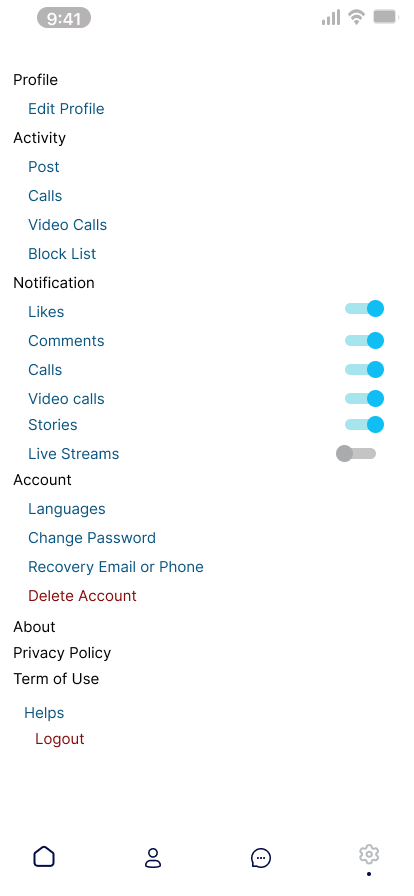 9:41
Profile
Edit Profile
Activity
Post
Calls
Video Calls
Block List
Notification
Likes
Comments
Calls
Video calls
Stories
Live Streams
Account
Languages
Change Password
Recovery Email or Phone
Delete Account
About
Privacy Policy
Term of Use
Helps
Logout